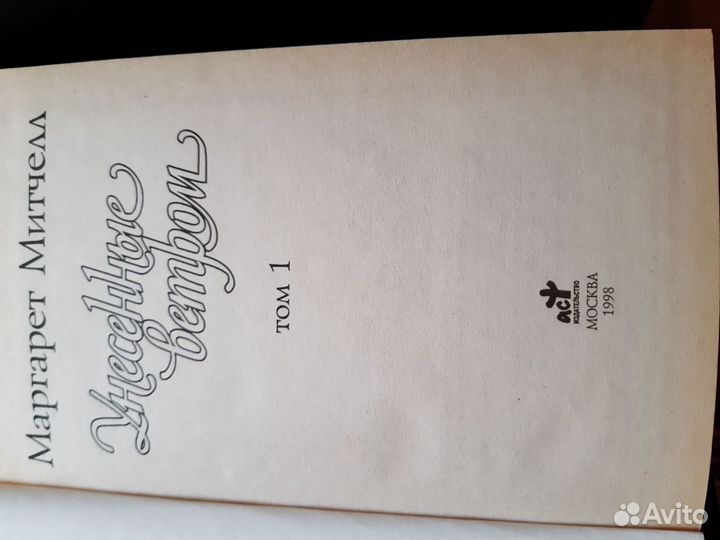 Маргарет Митчелл
Унесенные
ветром
ТОМ 1
аст
ИЗДАТЕЛЬСТВО
МОСКВА
1998
Avito